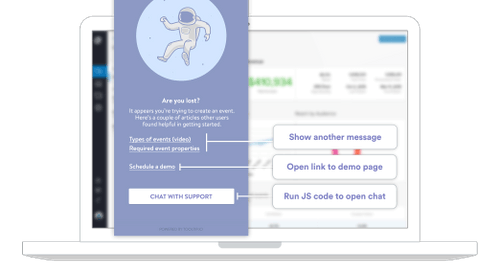 $410,934
Are you lost?
It appears you're trying to create an event.
Here's a couple of articles other users
found helpful in getting started.
Types of events (video)
Required event properties
Schedule a demo
CHAT WITH SUPPORT
Show another message
Open link to demo page
Run JS code to open chat